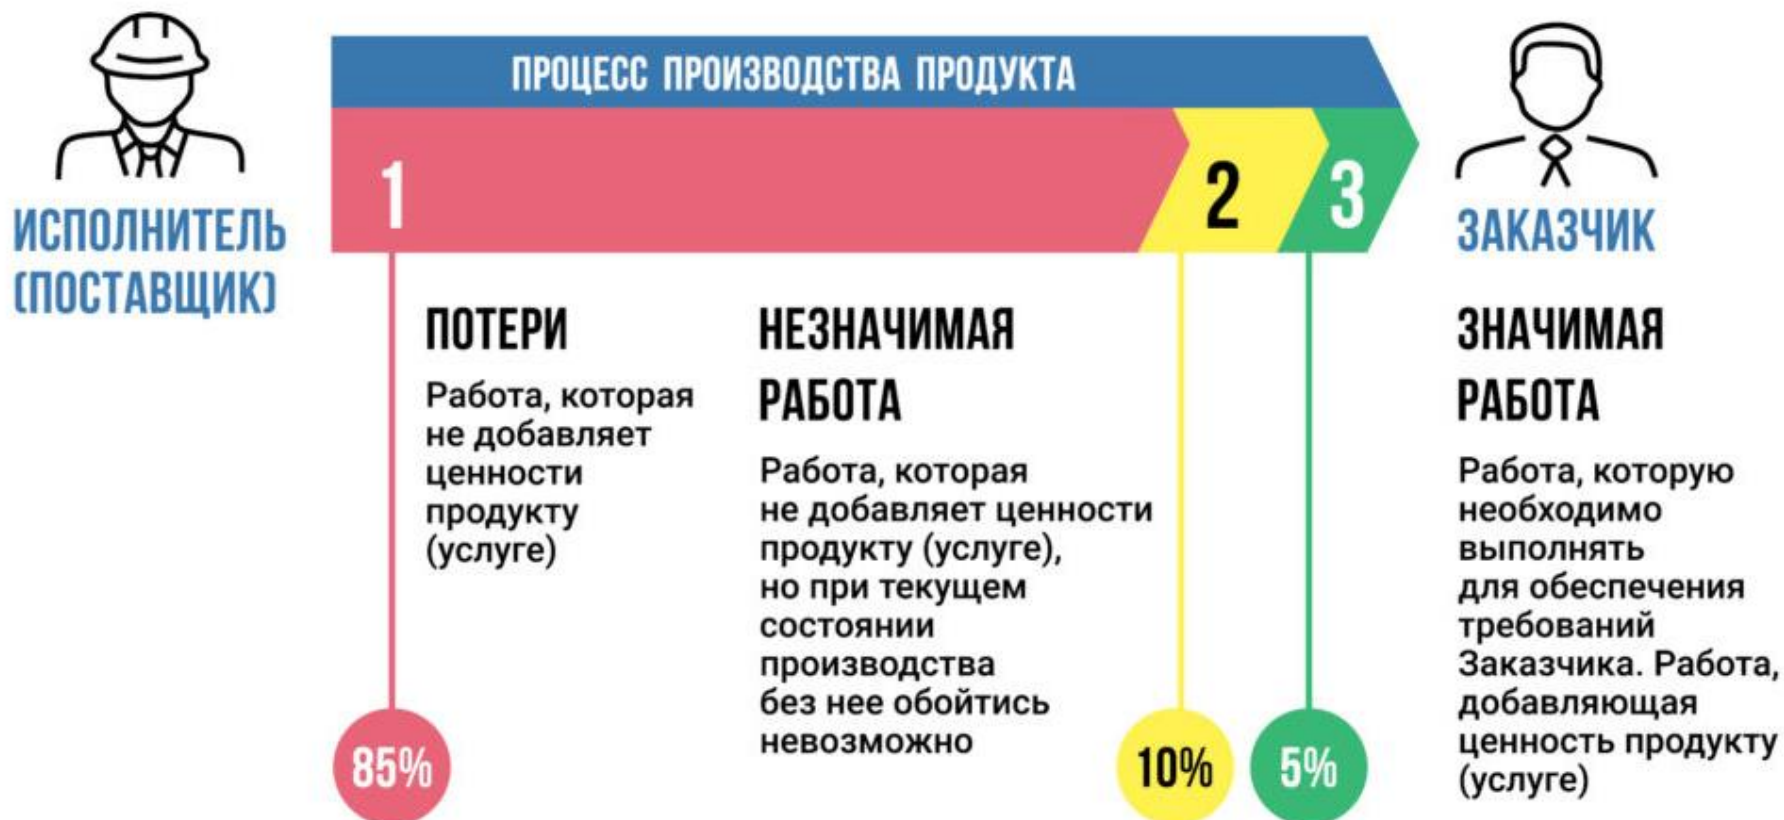 ПРОЦЕСС ПРОИЗВОДСТВА ПРОДУКТА
1
2
3
ИСПОЛНИТЕЛЬ
(ПОСТАВЩИК)
ЗАКАЗЧИК
ПОТЕРИ
Работа, которая
не добавляет
ценности
продукту
(услуге)
85%
НЕЗНАЧИМАЯ
РАБОТА
Работа, которая
не добавляет ценности
продукту (услуге),
но при текущем
состоянии
производства
без нее обойтись
невозможно
10%
5%
ЗНАЧИМАЯ
РАБОТА
Работа, которую
необходимо
выполнять
для обеспечения
требований
Заказчика. Работа,
добавляющая
ценность продукту
(услуге)